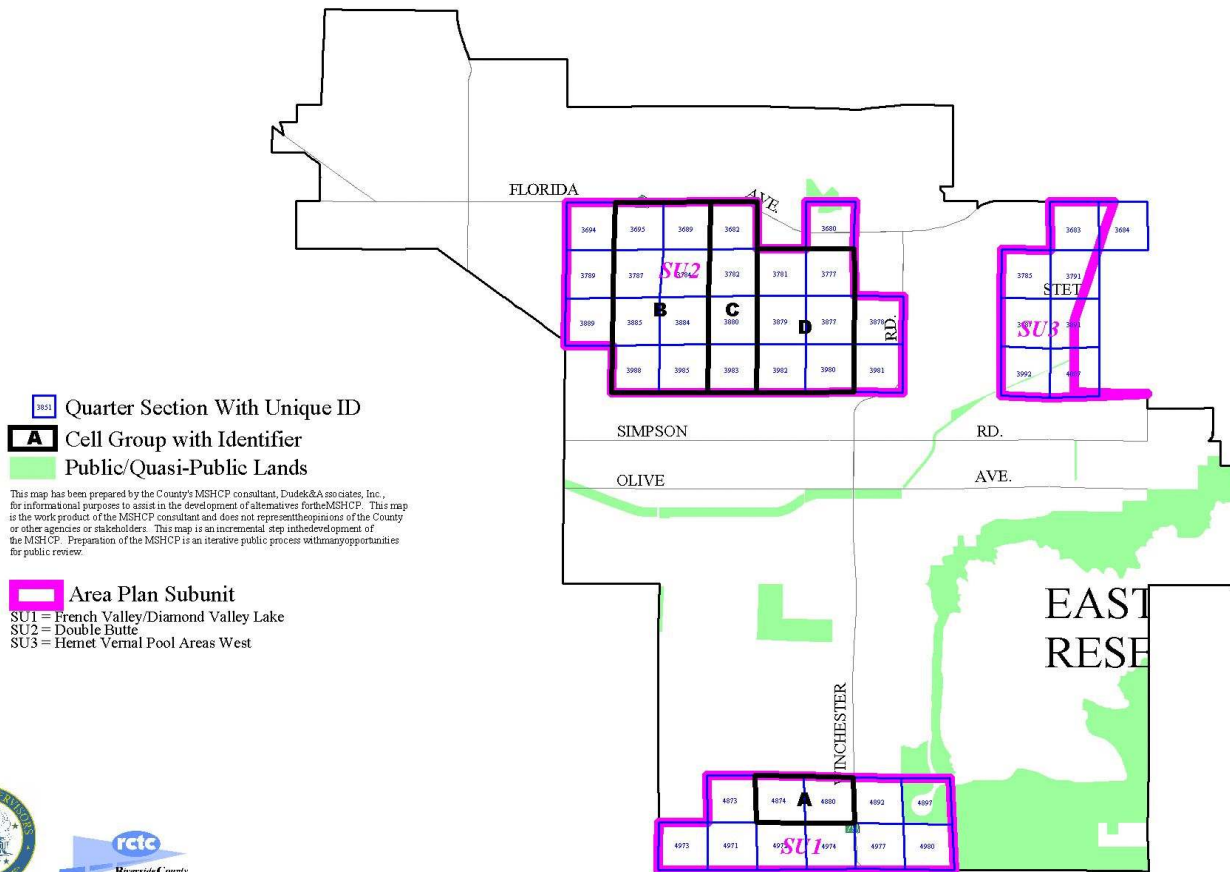 FLORIDA
AVE.
3694
3695
3689
3682
3680
3683
3684
3789
3787
3784
SU2
3782
3781
3777
3785
3791
STET
3889
3885
B
3884
C
3880
3879
D
3877
3878
RD.
SU3
3988
3985
3983
3982
3980
3981
3992
3851
Quarter Section With Unique ID
A
Cell Group with Identifier
Public/Quasi-Public Lands
SIMPSON
RD.
OLIVE
AVE.
This map has been prepared by the County's MSHCP consultant, Dudek&Associates, Inc.,
for informational purposes to assist in the development of alternatives fortheMSHCP. This map
is the work product of the MSHCP consultant and does not representtheopinions of the County
or other agencies or stakeholders. This map is an incremental step inthedevelopment of
the MSHCP. Preparation of the MSHCP is an iterative public process withmanyopportunities
for public review.
Area Plan Subunit
SU1 = French Valley/Diamond Valley Lake
SU2 = Double Butte
SU3 = Hemet Vernal Pool Areas West
EAST
RESE
WINCHESTER
4873
4874
A
4880
4892
4897
4973
4971
SU1
4974
4977
4980
79
ERVISORS
rctc
Riverside County